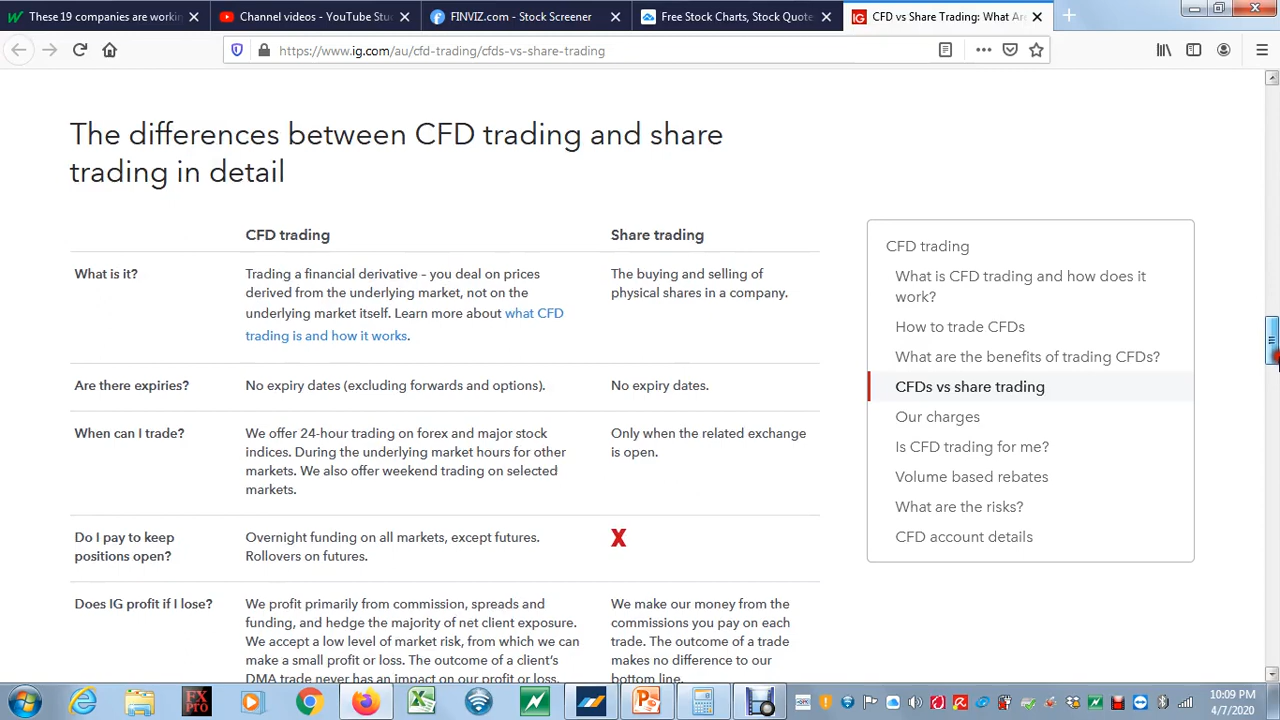 These 19 companies are workin
Channel videos - YouTube Stu
FINVIZ.com - Stock Screener
Free Stock Charts, Stock Quote
CFD vs Share Trading: What Ar
https://www.ig.com/au/cfd-trading/cfds-vs-share-trading
The differences between CFD trading and share
trading in detail
CFD trading
Share trading
What is it?
Trading a financial derivative – you deal on prices
derived from the underlying market, not on the
underlying market itself. Learn more about what CFD
trading is and how it works.
The buying and selling of
physical shares in a company.
Are there expiries?
No expiry dates (excluding forwards and options).
No expiry dates.
When can I trade?
We offer 24-hour trading on forex and major stock
indices. During the underlying market hours for other
markets. We also offer weekend trading on selected
markets.
Only when the related exchange
is open.
Do I pay to keep
positions open?
Overnight funding on all markets, except futures.
Rollovers on futures.
X
Does IG profit if I lose?
We profit primarily from commission, spreads and
funding, and hedge the majority of net client exposure.
We accept a low level of market risk, from which we can
make a small profit or loss. The outcome of a client's
DMA trade never has an impact on our profit or loss.
We make our money from the
commissions you pay on each
trade. The outcome of a trade
makes no difference to our
bottom line.
CFD trading
What is CFD trading and how does it
work?
How to trade CFDs
What are the benefits of trading CFDs?
CFDs vs share trading
Our charges
Is CFD trading for me?
Volume based rebates
What are the risks?
CFD account details
IG
FX
PRO
10:09 PM
4/7/2020